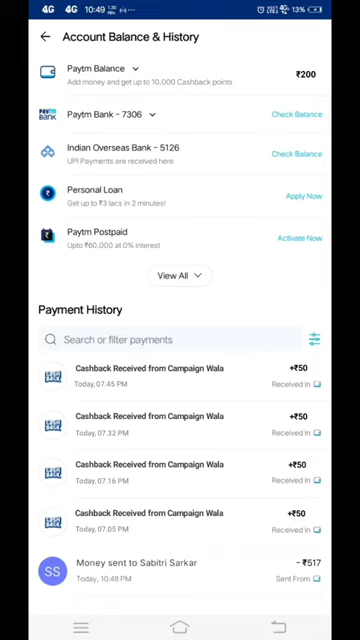 4G 4G 10:49
13%
Account Balance & History
Paytm Balance
Add money and get up to 10,000 Cashback points
₹200
PAYTM BANK
Paytm Bank - 7306
Check Balance
Indian Overseas Bank - 5126
UPI Payments are received here
Check Balance
Personal Loan
Get up to ₹3 lacs in 2 minutes!
Apply Now
Paytm Postpaid
Upto ₹60,000 at 0% interest
Activate Now
View All
Payment History
Search or filter payments
Cashback Received from Campaign Wala
+₹50
Today, 07.45 PM
Received In
Cashback Received from Campaign Wala
+₹50
Today, 07.32 PM
Received In
Cashback Received from Campaign Wala
+₹50
Today, 07.16 PM
Received In
Cashback Received from Campaign Wala
+₹50
Today, 07.05 PM
Received In
SS
Money sent to Sabitri Sarkar
- ₹517
Today, 10:48 PM
Sent From